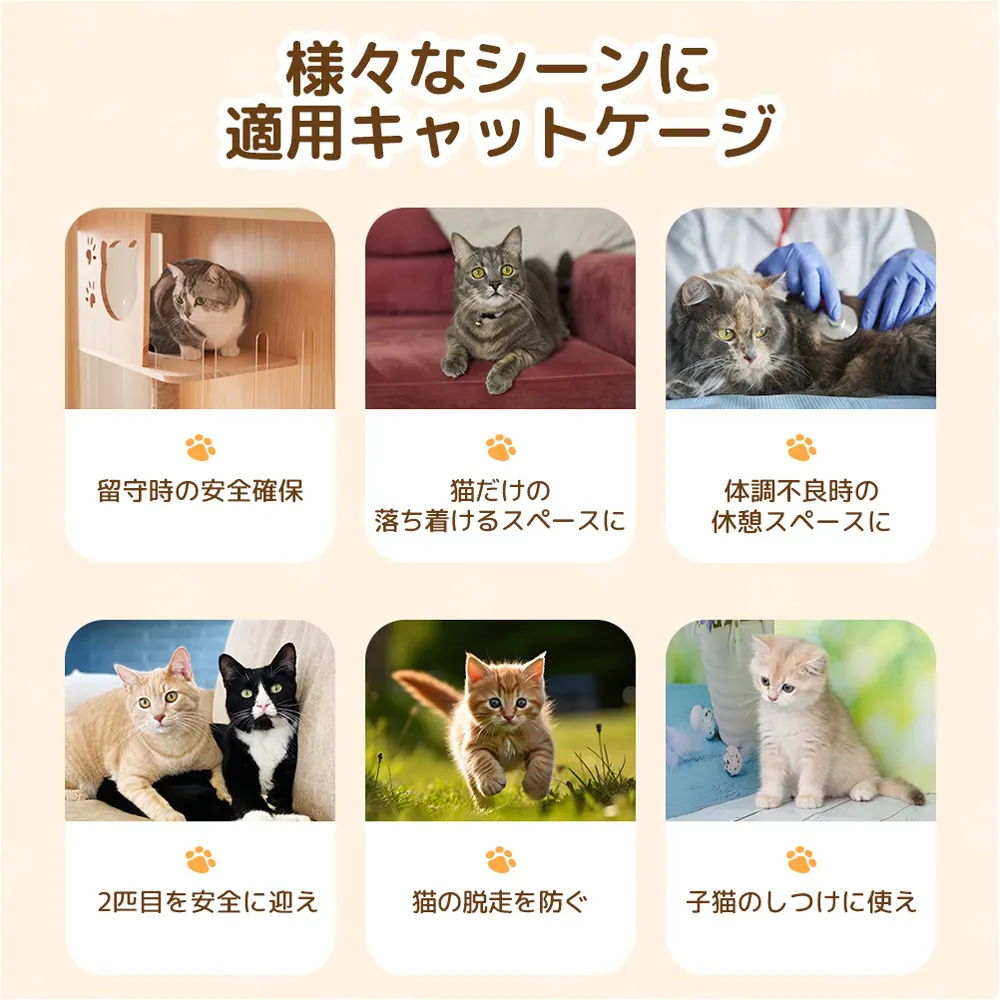 様々なシーンに
適用キャットケージ
留守時の安全確保
猫だけの
落ち着けるスペースに
体調不良時の
休憩スペースに
2匹目を安全に迎え
猫の脱走を防ぐ
子猫のしつけに使え